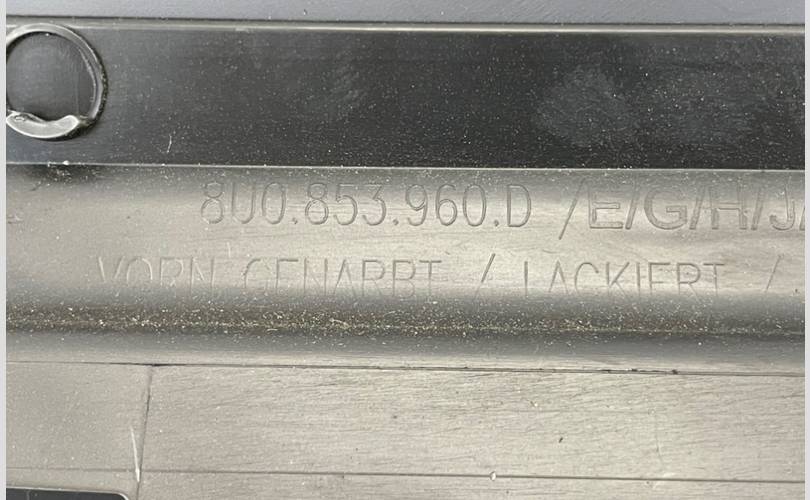 8U0.853.960.D /E/G/H/J/
VORN GENARBT / LACKIERT /